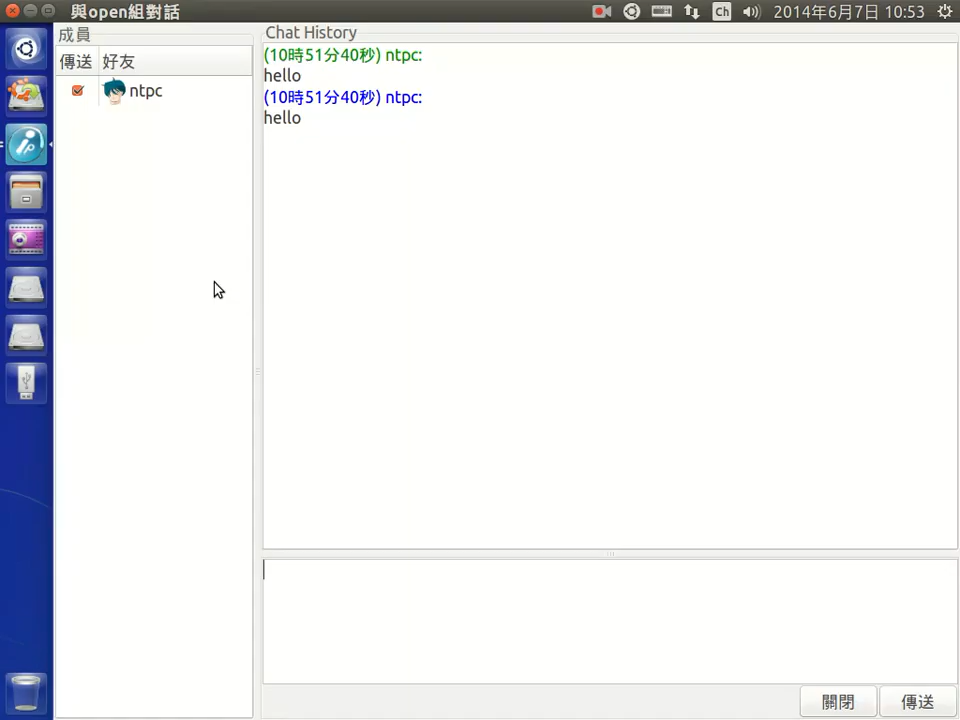 與open組對話
Ch
2014年6月7日 10:53
成員
傳送 好友
ntpc
Chat History
(10時51分40秒) ntpc:
hello
(10時51分40秒) ntpc:
hello
關閉
傳送